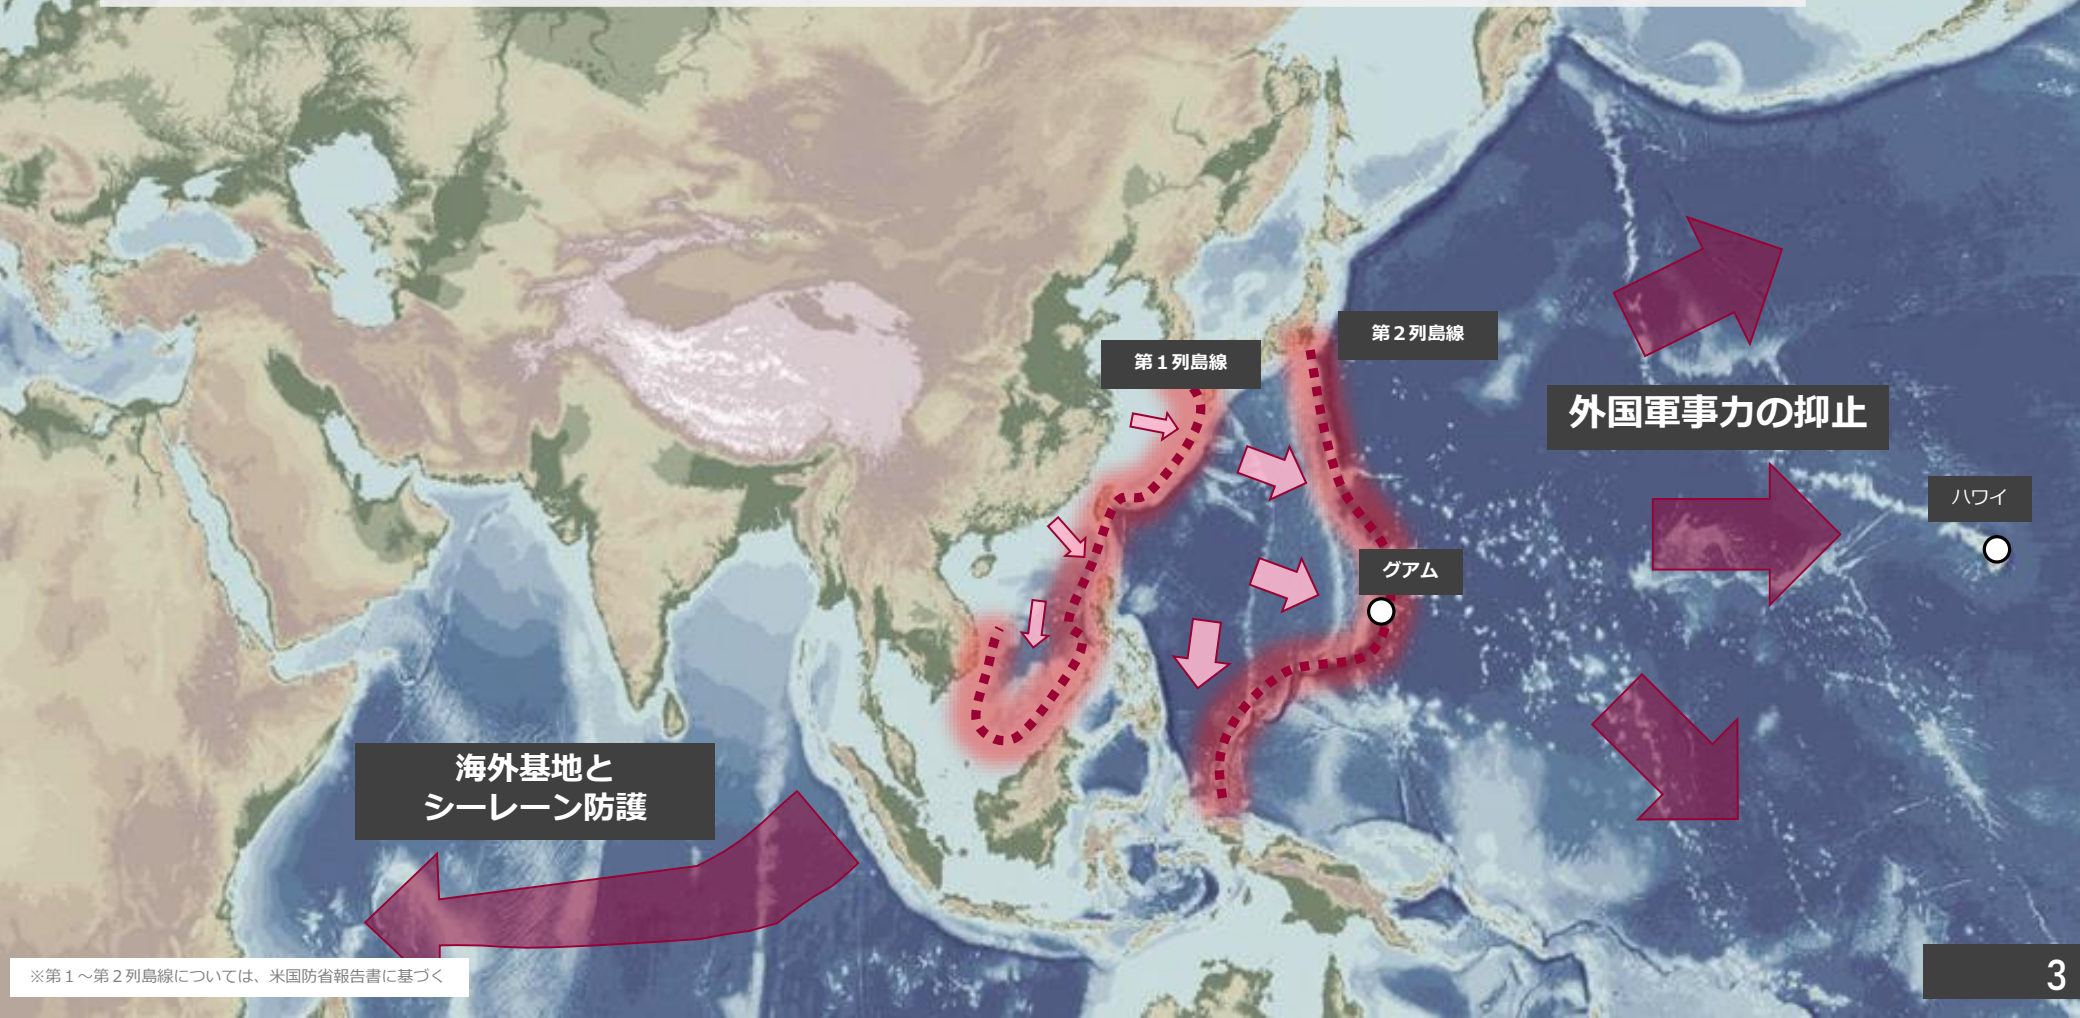 第２列島線
第１列島線
外国軍事力の抑止
ハワイ
グアム
海外基地と
シーレーン防護
※第１～第２列島線については、米国防省報告書に基づく
3